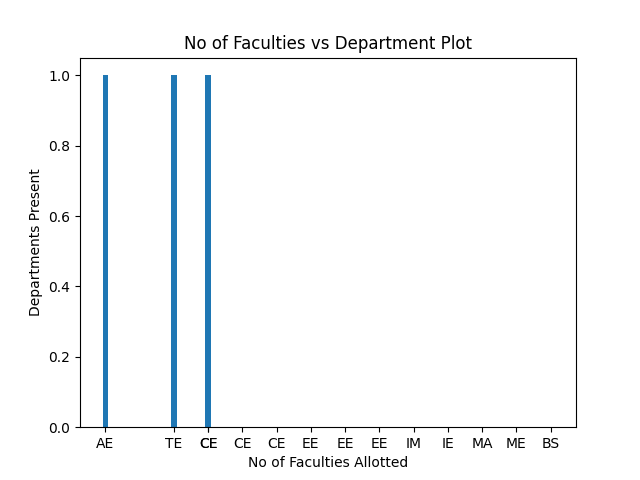 No of Faculties vs Department Plot
1.0
0.8
0.6
0.4
0.2
0.0
Departments Present
AE TE CE CE CE EE EE EE IM IE MA ME BS
No of Faculties Allotted